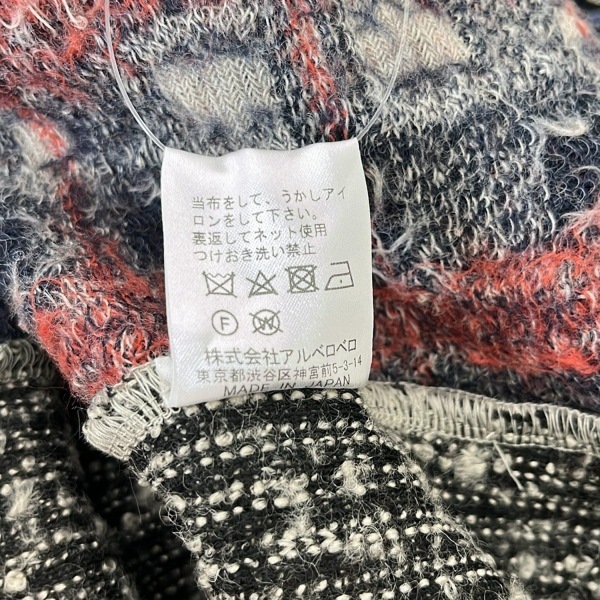 当布をして、うかしアイ
ロンをして下さい。
裏返してネット使用
つけおき洗い禁止
F W
株式会社アルベロベロ
東京都渋谷区神宮前5-3-14
MADE IN JAPAN